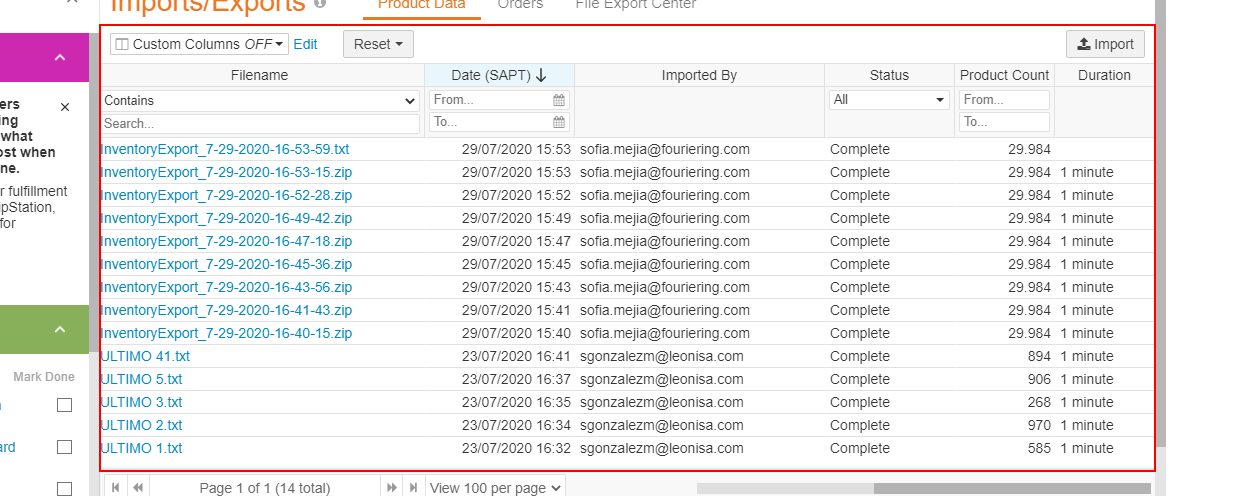 Imports/Exports Product Data Orders File Export Center
Custom Columns OFF Edit Reset Import
Filename Date (SAPT) Imported By Status Product Count Duration
Contains From... All From...
Search... To... To...
InventoryExport_7-29-2020-16-53-59.txt 29/07/2020 15:53 sofia.mejia@fouriering.com Complete 29.984
InventoryExport_7-29-2020-16-53-15.zip 29/07/2020 15:53 sofia.mejia@fouriering.com Complete 29.984 1 minute
InventoryExport_7-29-2020-16-52-28.zip 29/07/2020 15:52 sofia.mejia@fouriering.com Complete 29.984 1 minute
InventoryExport_7-29-2020-16-49-42.zip 29/07/2020 15:49 sofia.mejia@fouriering.com Complete 29.984 1 minute
InventoryExport_7-29-2020-16-47-18.zip 29/07/2020 15:47 sofia.mejia@fouriering.com Complete 29.984 1 minute
InventoryExport_7-29-2020-16-45-36.zip 29/07/2020 15:45 sofia.mejia@fouriering.com Complete 29.984 1 minute
InventoryExport_7-29-2020-16-43-56.zip 29/07/2020 15:43 sofia.mejia@fouriering.com Complete 29.984 1 minute
InventoryExport_7-29-2020-16-41-43.zip 29/07/2020 15:41 sofia.mejia@fouriering.com Complete 29.984 1 minute
InventoryExport_7-29-2020-16-40-15.zip 29/07/2020 15:40 sofia.mejia@fouriering.com Complete 29.984 1 minute
ULTIMO 41.txt 23/07/2020 16:41 sgonzalezm@leonisa.com Complete 894 1 minute
ULTIMO 5.txt 23/07/2020 16:37 sgonzalezm@leonisa.com Complete 906 1 minute
ULTIMO 3.txt 23/07/2020 16:35 sgonzalezm@leonisa.com Complete 268 1 minute
ULTIMO 2.txt 23/07/2020 16:34 sgonzalezm@leonisa.com Complete 970 1 minute
ULTIMO 1.txt 23/07/2020 16:32 sgonzalezm@leonisa.com Complete 585 1 minute
Page 1 of 1 (14 total) View 100 per page
what
when
fulfillment
for
Mark Done